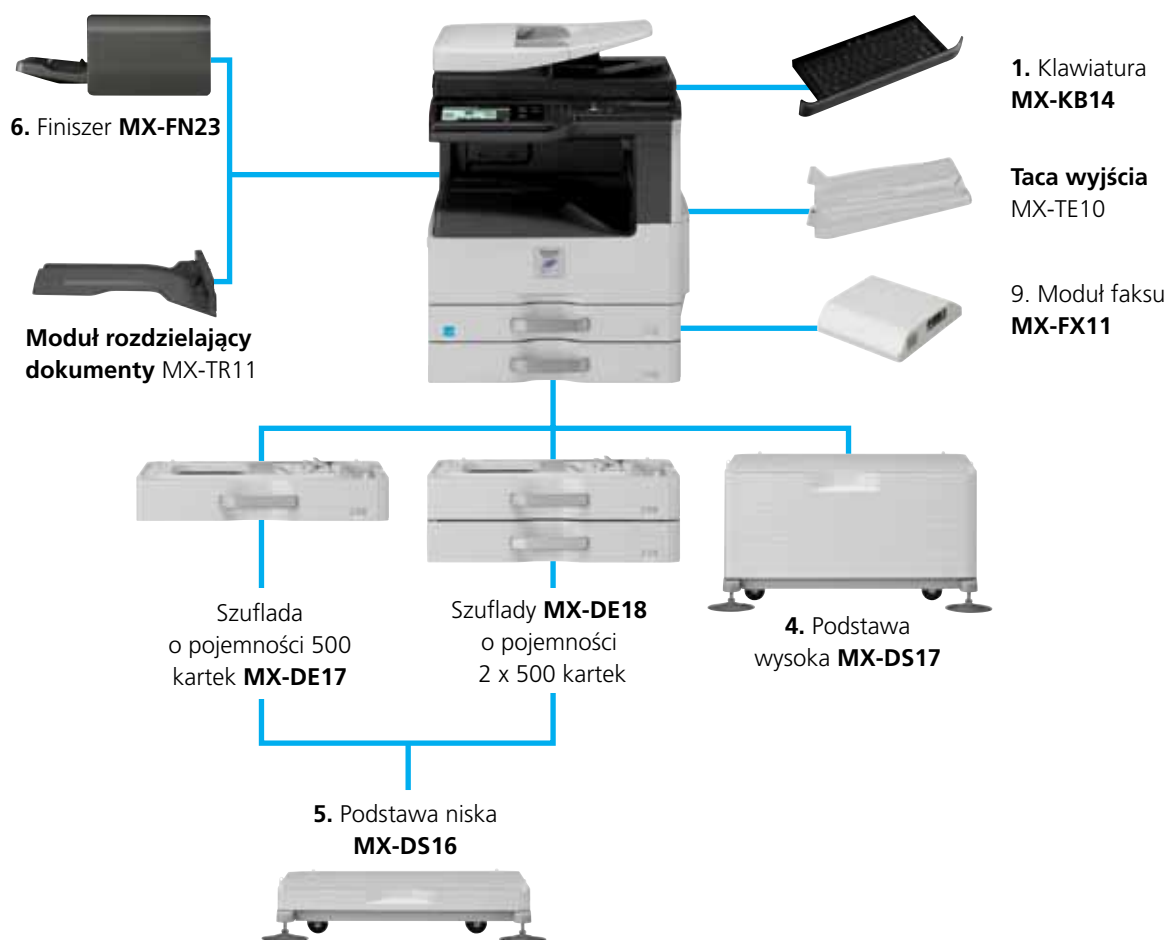 6. Finiszer MX-FN23
Moduł rozdzielający
dokumenty MX-TR11
1. Klawiatura
MX-KB14
Taca wyjścia
MX-TE10
9. Moduł faksu
MX-FX11
Szuflada
o pojemności 500
kartek MX-DE17
Szuflady MX-DE18
o pojemności
2 x 500 kartek
4. Podstawa
wysoka MX-DS17
5. Podstawa niska
MX-DS16